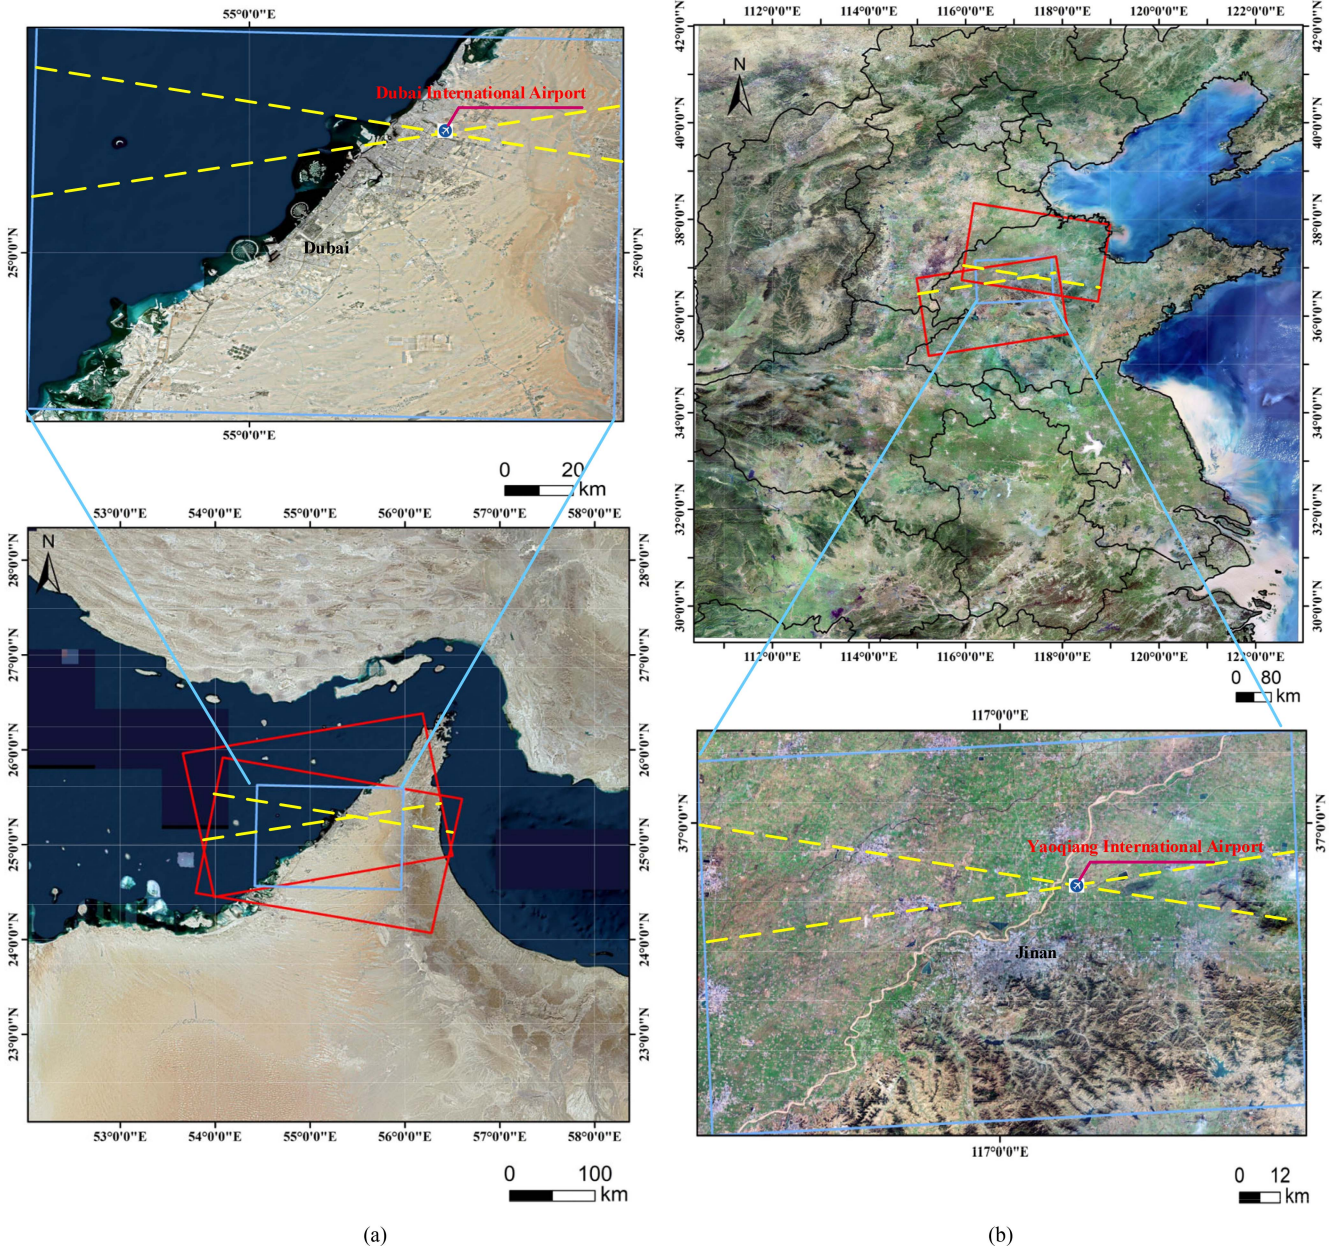 55°0'0"E
Dubai International Airport
Dubai
25°0'0"N
25°0'0"N
55°0'0"E
0 20
km
53°0'0"E 54°0'0"E 55°0'0"E 56°0'0"E 57°0'0"E 58°0'0"E
N
28°0'0"N 28°0'0"N
27°0'0"N 27°0'0"N
26°0'0"N 26°0'0"N
25°0'0"N 25°0'0"N
24°0'0"N 24°0'0"N
23°0'0"N 23°0'0"N
53°0'0"E 54°0'0"E 55°0'0"E 56°0'0"E 57°0'0"E 58°0'0"E
0 100
km
(a)
112°0'0"E 114°0'0"E 116°0'0"E 118°0'0"E 120°0'0"E 122°0'0"E
N
42°0'0"N 42°0'0"N
40°0'0"N 40°0'0"N
38°0'0"N 38°0'0"N
36°0'0"N 36°0'0"N
34°0'0"N 34°0'0"N
32°0'0"N 32°0'0"N
30°0'0"N 30°0'0"N
112°0'0"E 114°0'0"E 116°0'0"E 118°0'0"E 120°0'0"E 122°0'0"E
0 80
km
117°0'0"E
37°0'0"N 37°0'0"N
Yaoqiang International Airport
Jinan
117°0'0"E
0 12
km
(b)